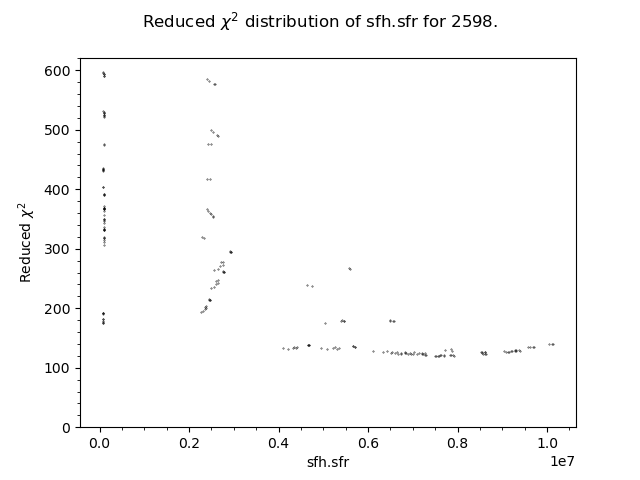 Reduced χ² distribution of sfh.sfr for 2598.
600
500
400
300
200
100
0
Reduced χ²
0.0 0.2 0.4 0.6 0.8 1.0
1e7
sfh.sfr